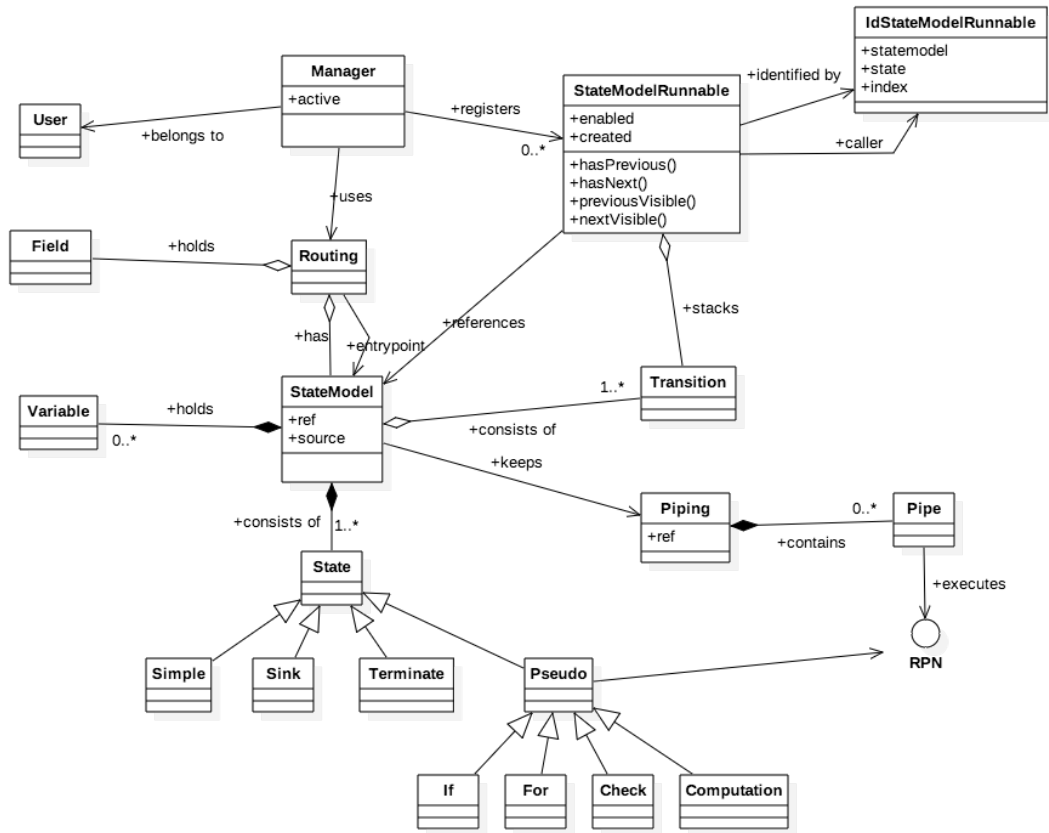 IdStateModelRunnable
+statemodel
+state
+index
+identified by
Manager
+active
StateModelRunnable
+enabled
+created
+hasPrevious()
+hasNext()
+previousVisible()
+nextVisible()
+registers
0..*
User
+belongs to
+caller
+uses
Field
+holds
Routing
+stacks
+has
+entrypoint
+references
StateModel
+ref
+source
Transition
1..*
Variable
+holds
0..*
+consists of
+keeps
Piping
+ref
0..*
Pipe
+contains
+consists of
1..*
State
+executes
RPN
Simple
Sink
Terminate
Pseudo
If
For
Check
Computation